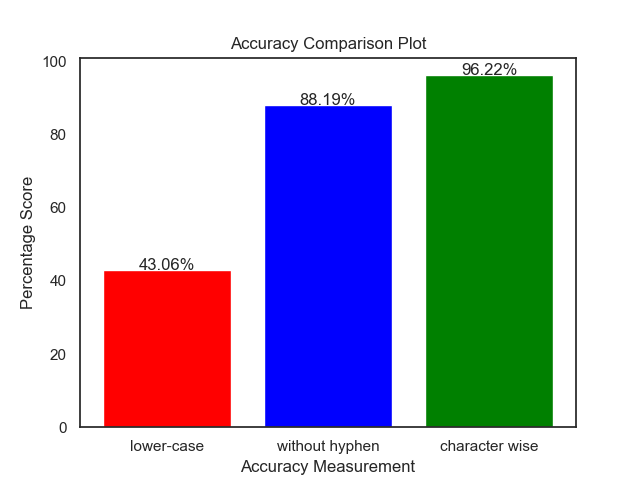 Accuracy Comparison Plot
100
80
60
40
20
0
Percentage Score
43.06%
88.19%
96.22%
lower-case
without hyphen
character wise
Accuracy Measurement